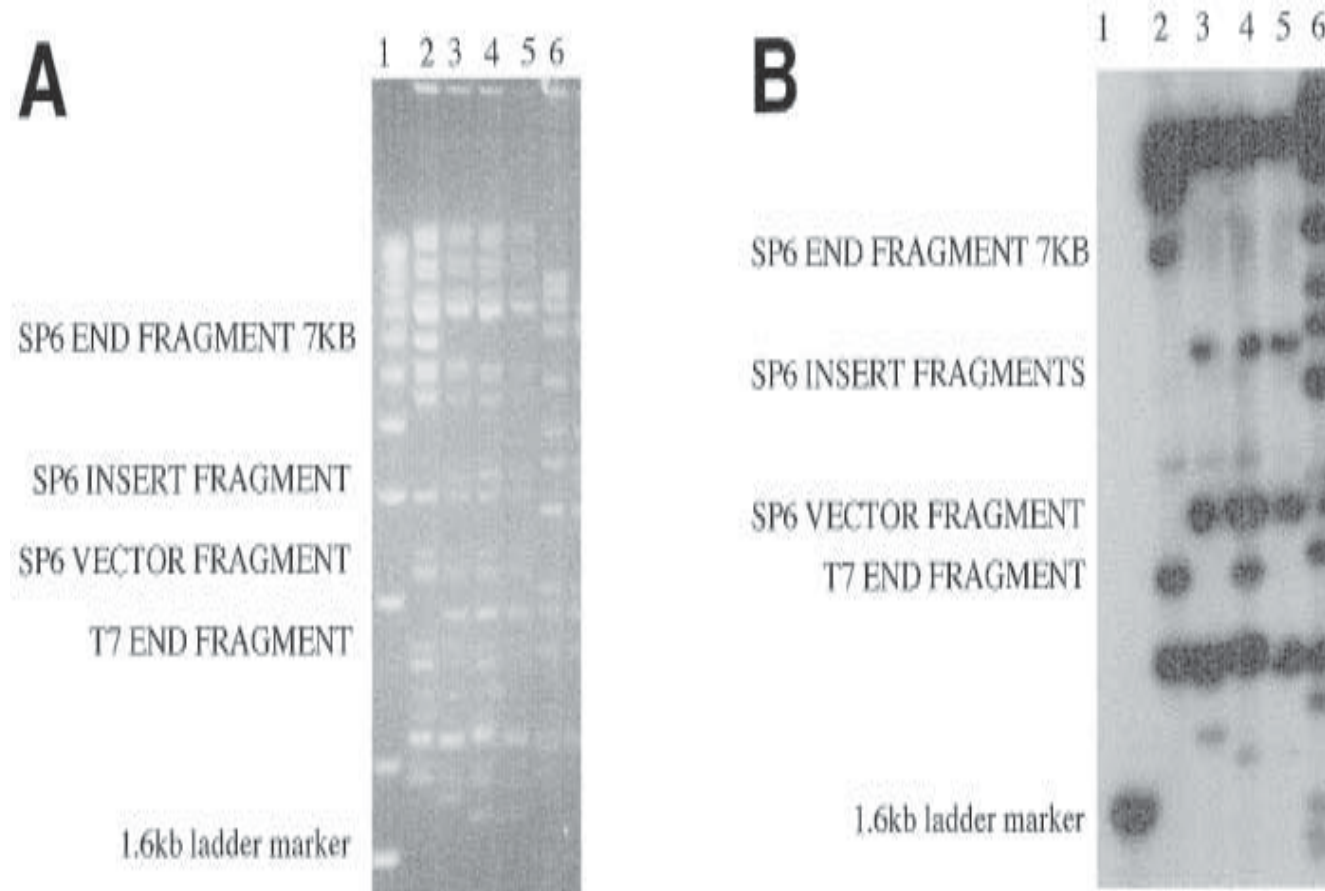 A
1 2 3 4 5 6
SP6 END FRAGMENT 7KB
SP6 INSERT FRAGMENT
SP6 VECTOR FRAGMENT
T7 END FRAGMENT
1.6kb ladder marker
B
1 2 3 4 5 6
SP6 END FRAGMENT 7KB
SP6 INSERT FRAGMENTS
SP6 VECTOR FRAGMENT
T7 END FRAGMENT
1.6kb ladder marker